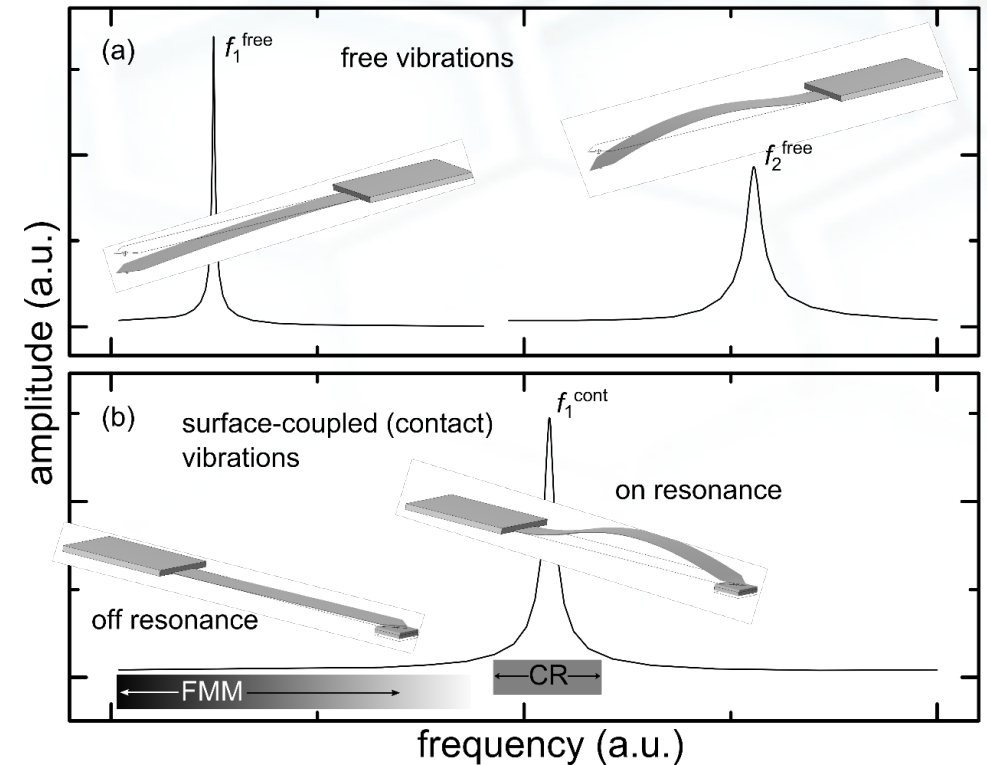 (a)
f₁ᶠʳᵉᵉ
free vibrations
f₂ᶠʳᵉᵉ
amplitude (a.u.)
(b)
f₁ᶜᵒⁿᵗ
surface-coupled (contact)
vibrations
on resonance
off resonance
FMM
CR
frequency (a.u.)